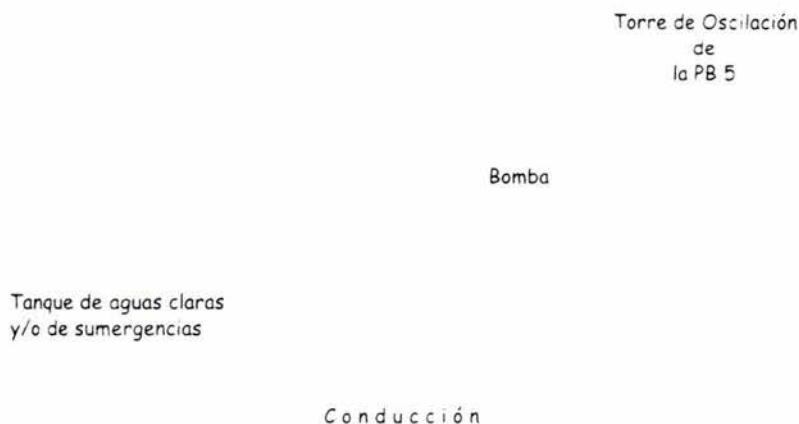 Torre de Oscilación
de
la PB 5
Bomba
Tanque de aguas claras
y/o de sumergencias
Conducción